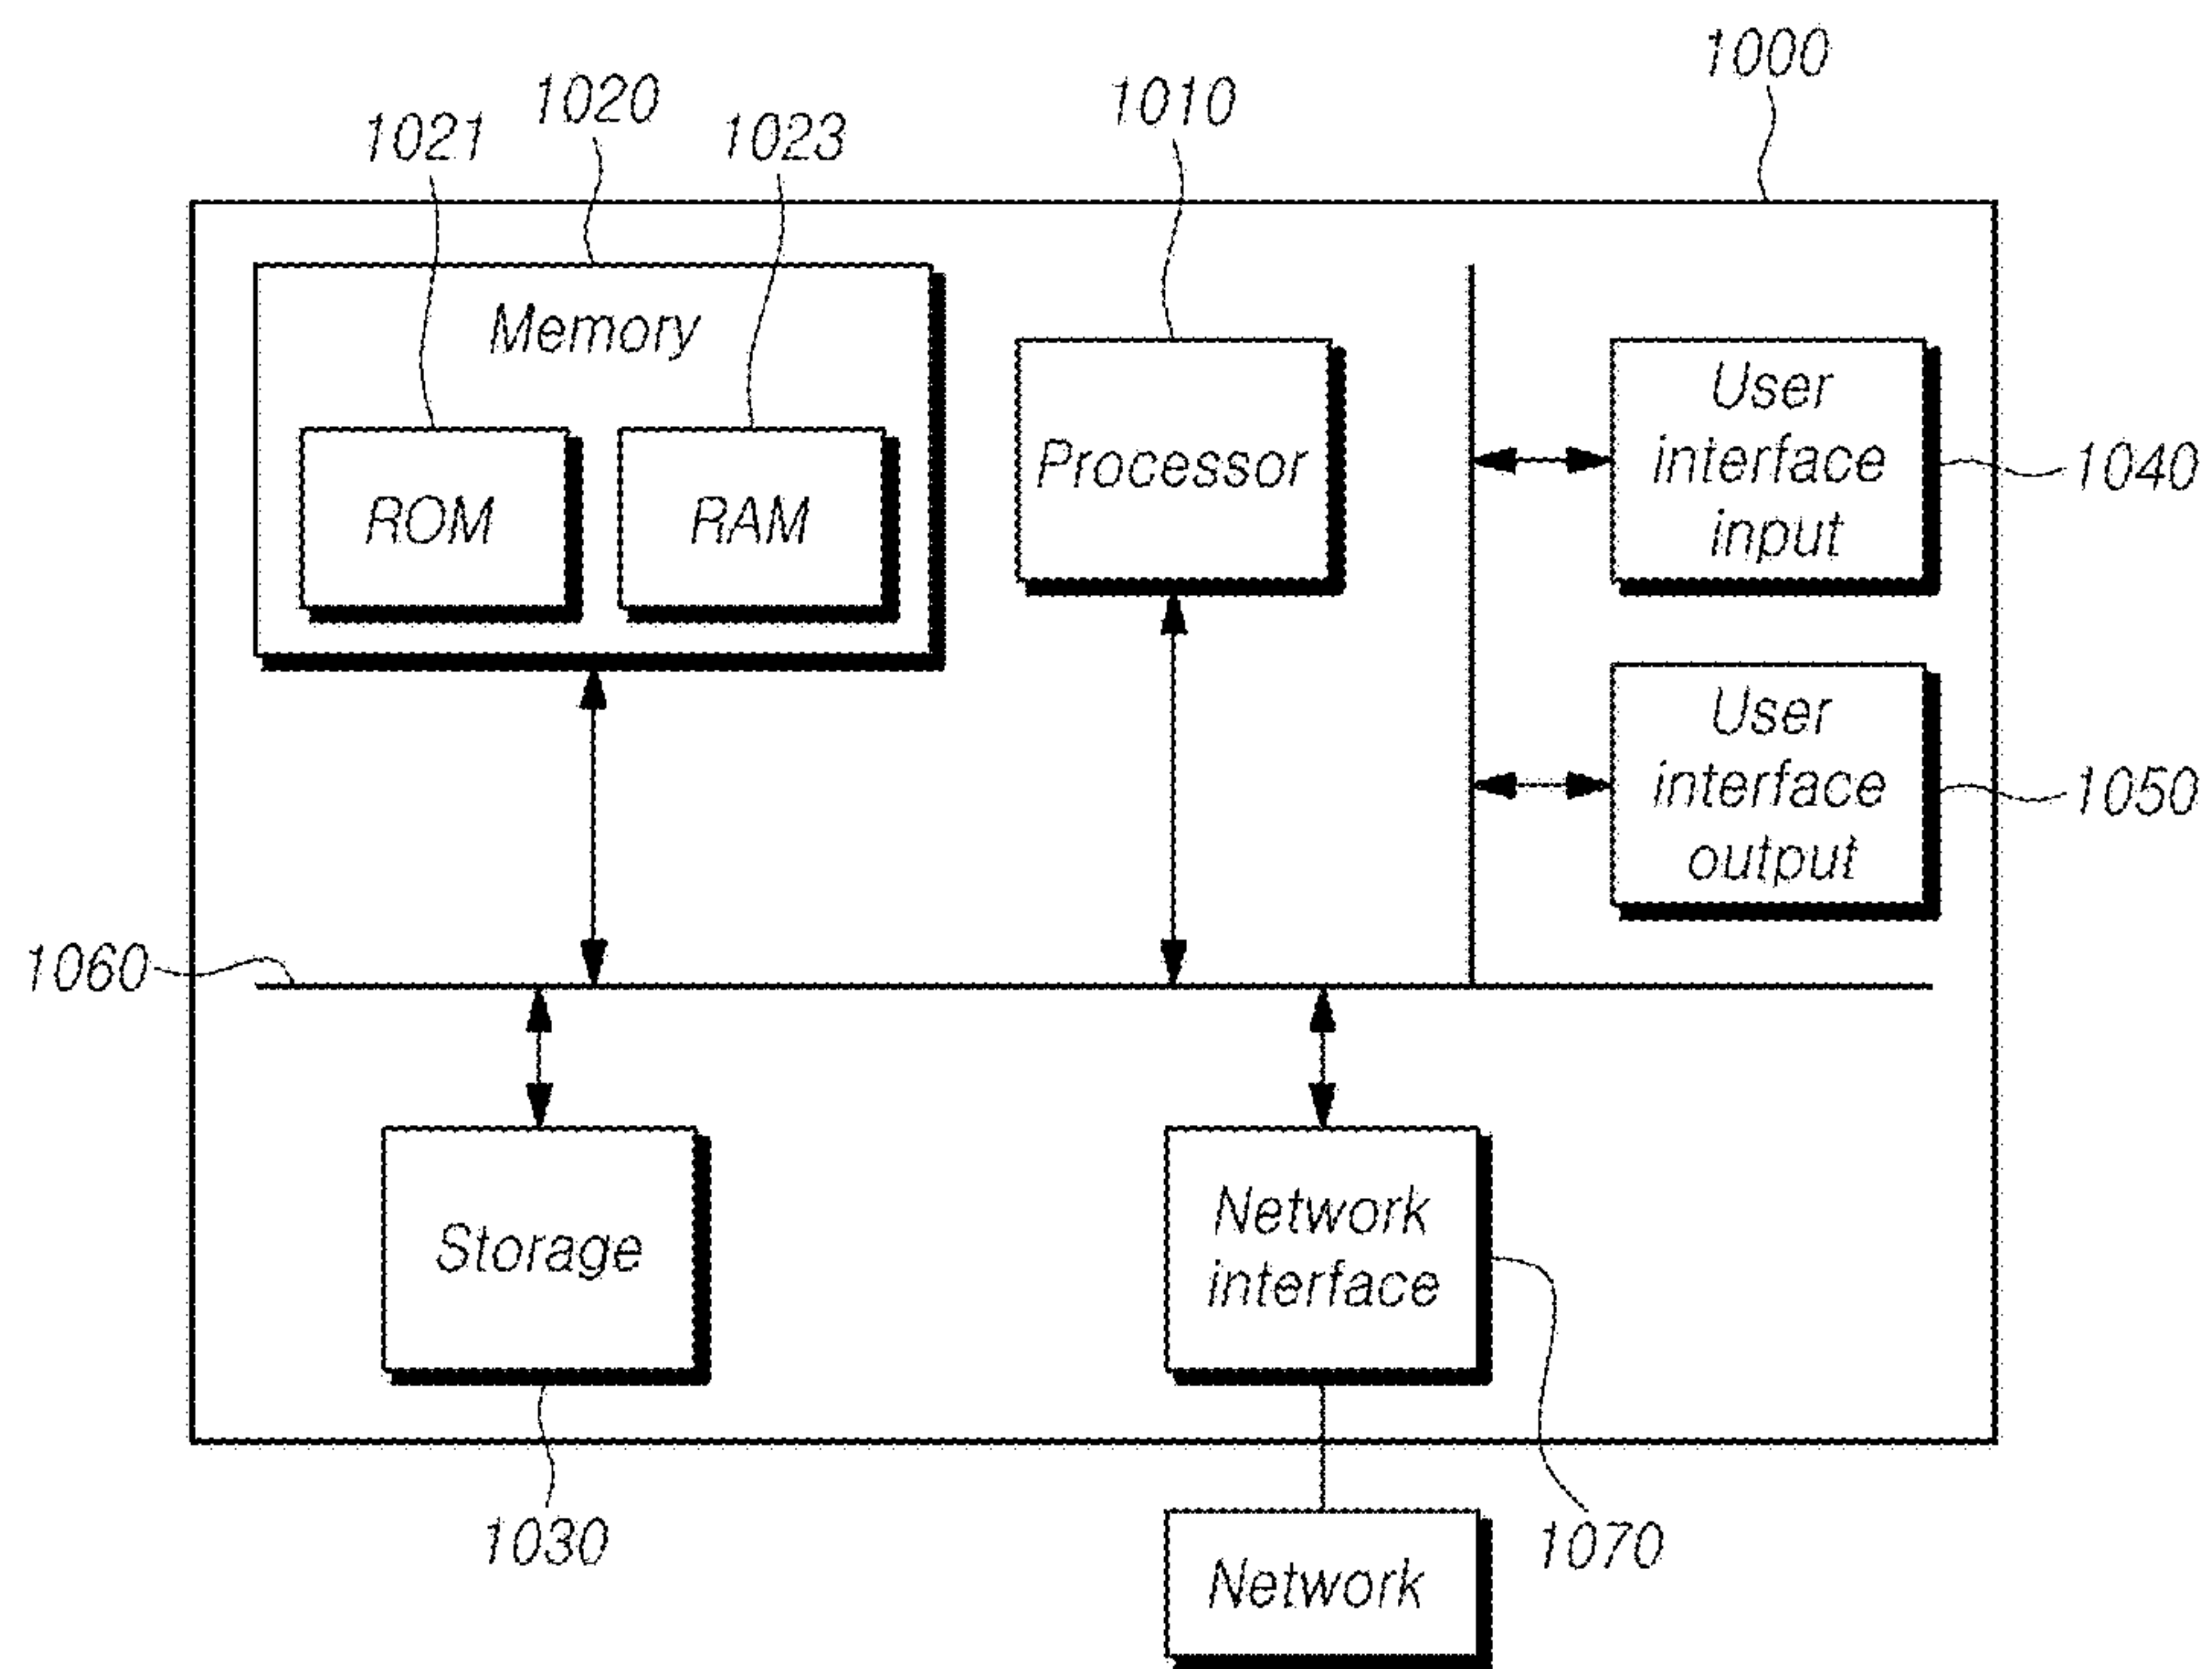 1000
1020
1010
1021
1023
Memory
ROM
RAM
Processor
User
interface
input
1040
User
interface
output
1050
1060
Storage
Network
interface
1030
1070
Network